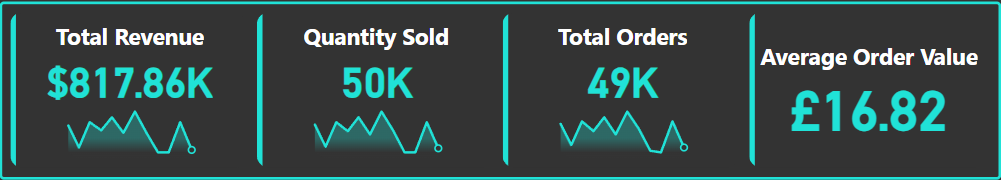 Total Revenue
$817.86K
Quantity Sold
50K
Total Orders
49K
Average Order Value
£16.82